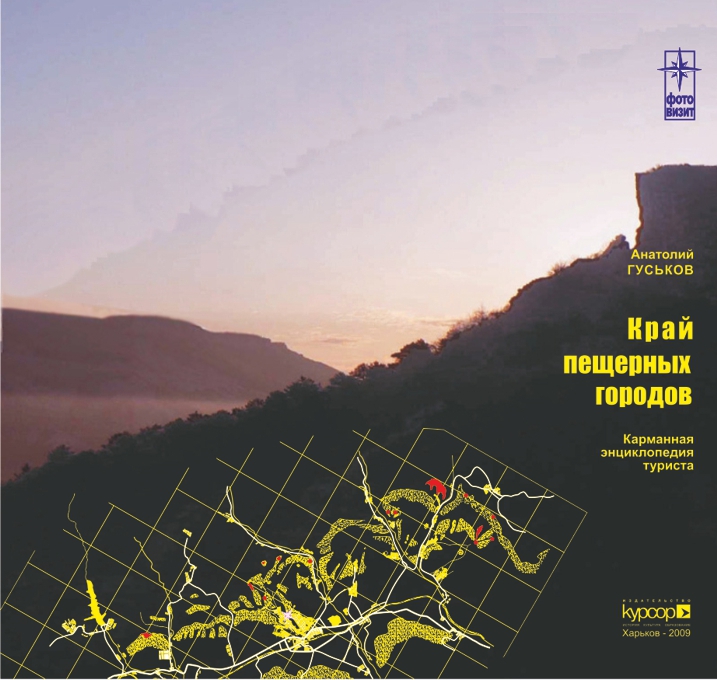 фото
визит
Анатолий
ГУСЬКОВ
Край
пещерных
городов
Карманная
энциклопедия
туриста
ИЗДАТЕЛЬСТВО
курсор
Харьков - 2009